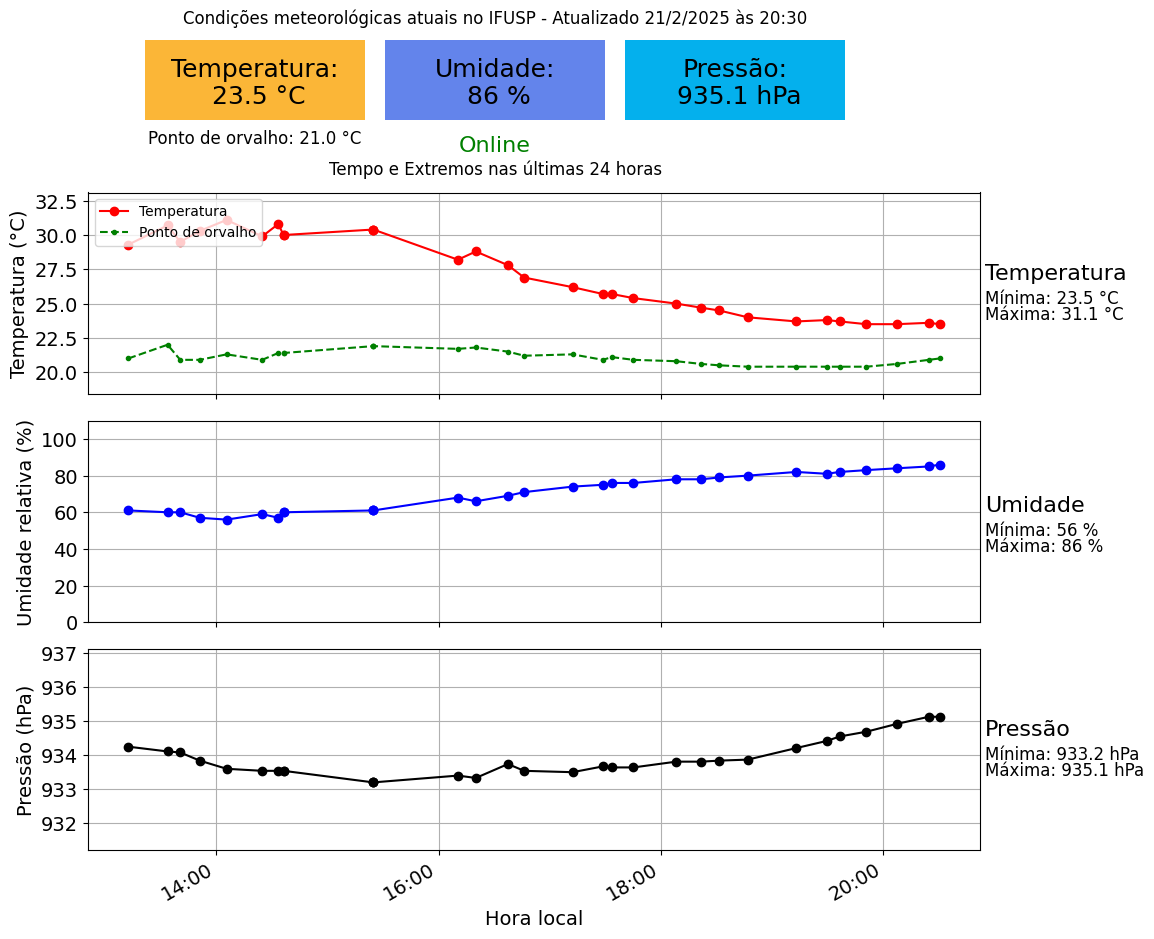 Condições meteorológicas atuais no IFUSP - Atualizado 21/2/2025 às 20:30
Temperatura:
23.5 °C
Umidade:
86 %
Pressão:
935.1 hPa
Ponto de orvalho: 21.0 °C
Online
Tempo e Extremos nas últimas 24 horas
Temperatura (°C)
32.5
30.0
27.5
25.0
22.5
20.0
Temperatura
Ponto de orvalho
Temperatura
Mínima: 23.5 °C
Máxima: 31.1 °C
Umidade relativa (%)
100
80
60
40
20
0
Umidade
Mínima: 56 %
Máxima: 86 %
Pressão (hPa)
937
936
935
934
933
932
Pressão
Mínima: 933.2 hPa
Máxima: 935.1 hPa
14:00
16:00
18:00
20:00
Hora local